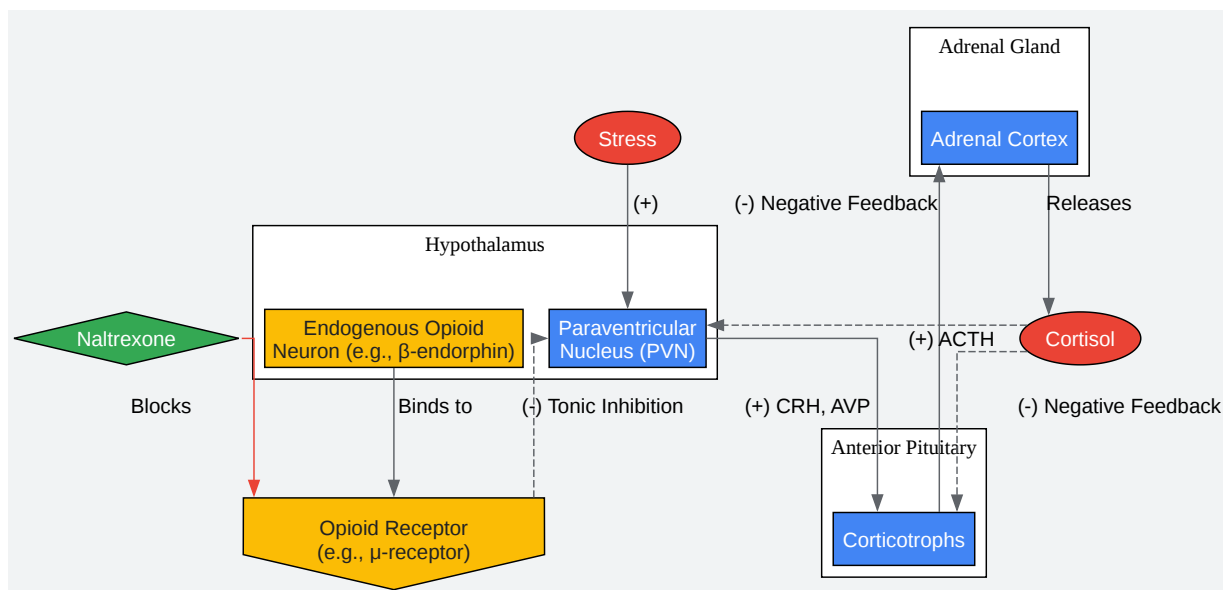 Adrenal Gland
Stress
Adrenal Cortex
(+)
(-) Negative Feedback
Releases
Hypothalamus
Naltrexone
Endogenous Opioid
Neuron (e.g., β-endorphin)
Paraventricular
Nucleus (PVN)
(+) ACTH
Cortisol
Blocks
Binds to
(-) Tonic Inhibition
(+) CRH, AVP
(-) Negative Feedback
Anterior Pituitary
Opioid Receptor
(e.g., μ-receptor)
Corticotrophs